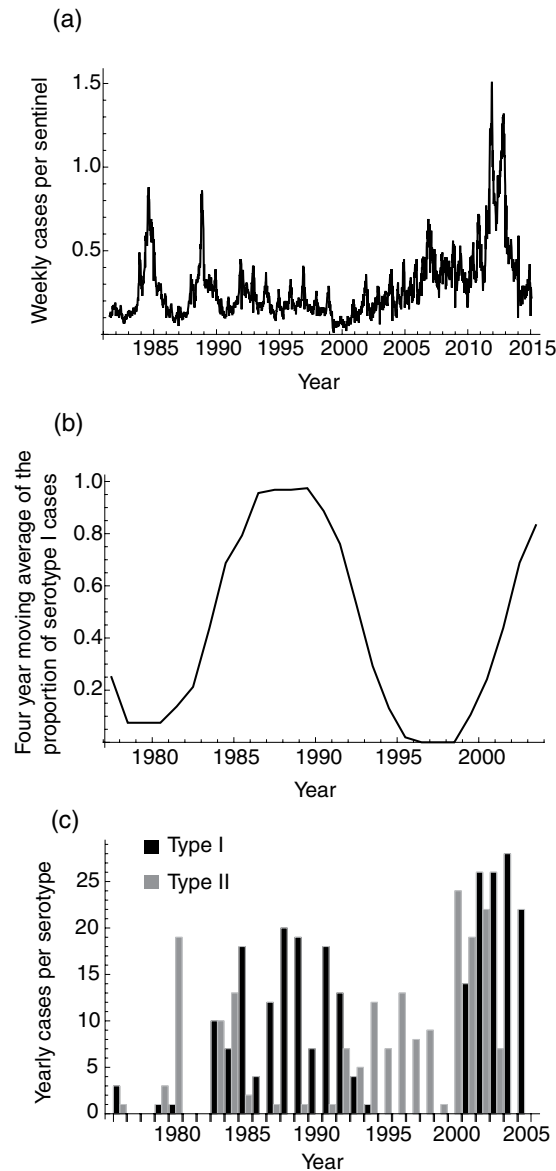 (a)
Weekly cases per sentinel
1.5
1.0
0.5
1985 1990 1995 2000 2005 2010 2015
Year
(b)
Four year moving average of the
proportion of serotype I cases
1.0
0.8
0.6
0.4
0.2
1980 1985 1990 1995 2000
Year
(c)
Yearly cases per serotype
Type I
Type II
25
20
15
10
5
0
1980 1985 1990 1995 2000 2005
Year